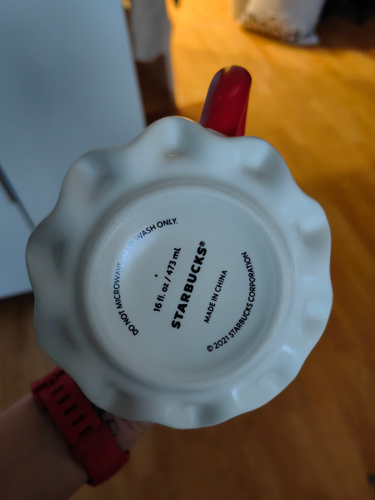 DO NOT MICROWAVE WASH ONLY.
16 fl. oz / 473 mL
STARBUCKS®
MADE IN CHINA
© 2021 STARBUCKS CORPORATION